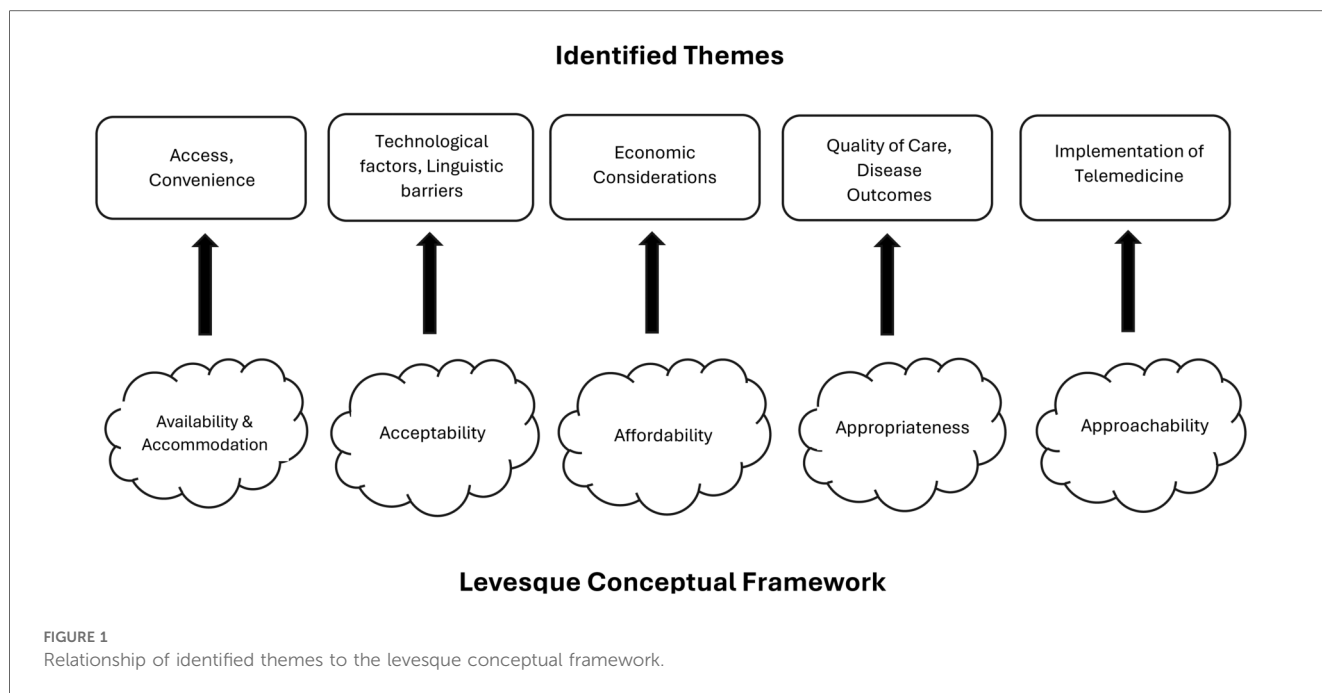 Identified Themes
Access,
Convenience
Technological
factors, Linguistic
barriers
Economic
Considerations
Quality of Care,
Disease
Outcomes
Implementation of
Telemedicine
Availability &
Accommodation
Acceptability
Affordability
Appropriateness
Approachability
Levesque Conceptual Framework
FIGURE 1
Relationship of identified themes to the levesque conceptual framework.